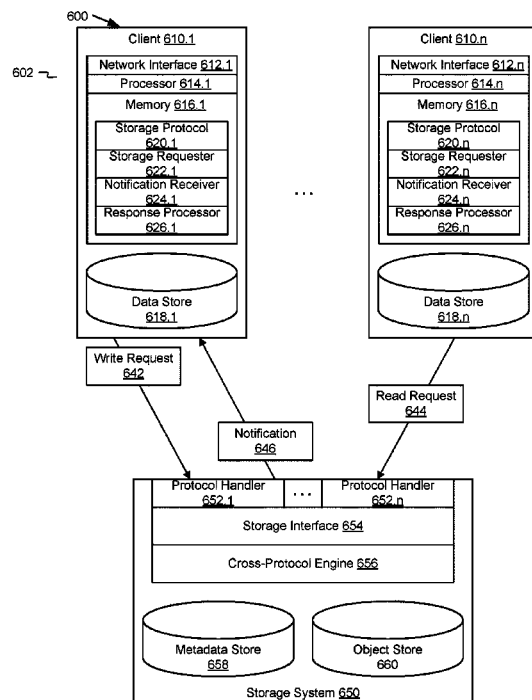 600
602
Client 610.1
Network Interface 612.1
Processor 614.1
Memory 616.1
Storage Protocol
620.1
Storage Requester
622.1
Notification Receiver
624.1
Response Processor
626.1
Data Store
618.1
...
Client 610.n
Network Interface 612.n
Processor 614.n
Memory 616.n
Storage Protocol
620.n
Storage Requester
622.n
Notification Receiver
624.n
Response Processor
626.n
Data Store
618.n
Write Request
642
Notification
646
Read Request
644
Protocol Handler
652.1
...
Protocol Handler
652.n
Storage Interface 654
Cross-Protocol Engine 656
Metadata Store
658
Object Store
660
Storage System 650